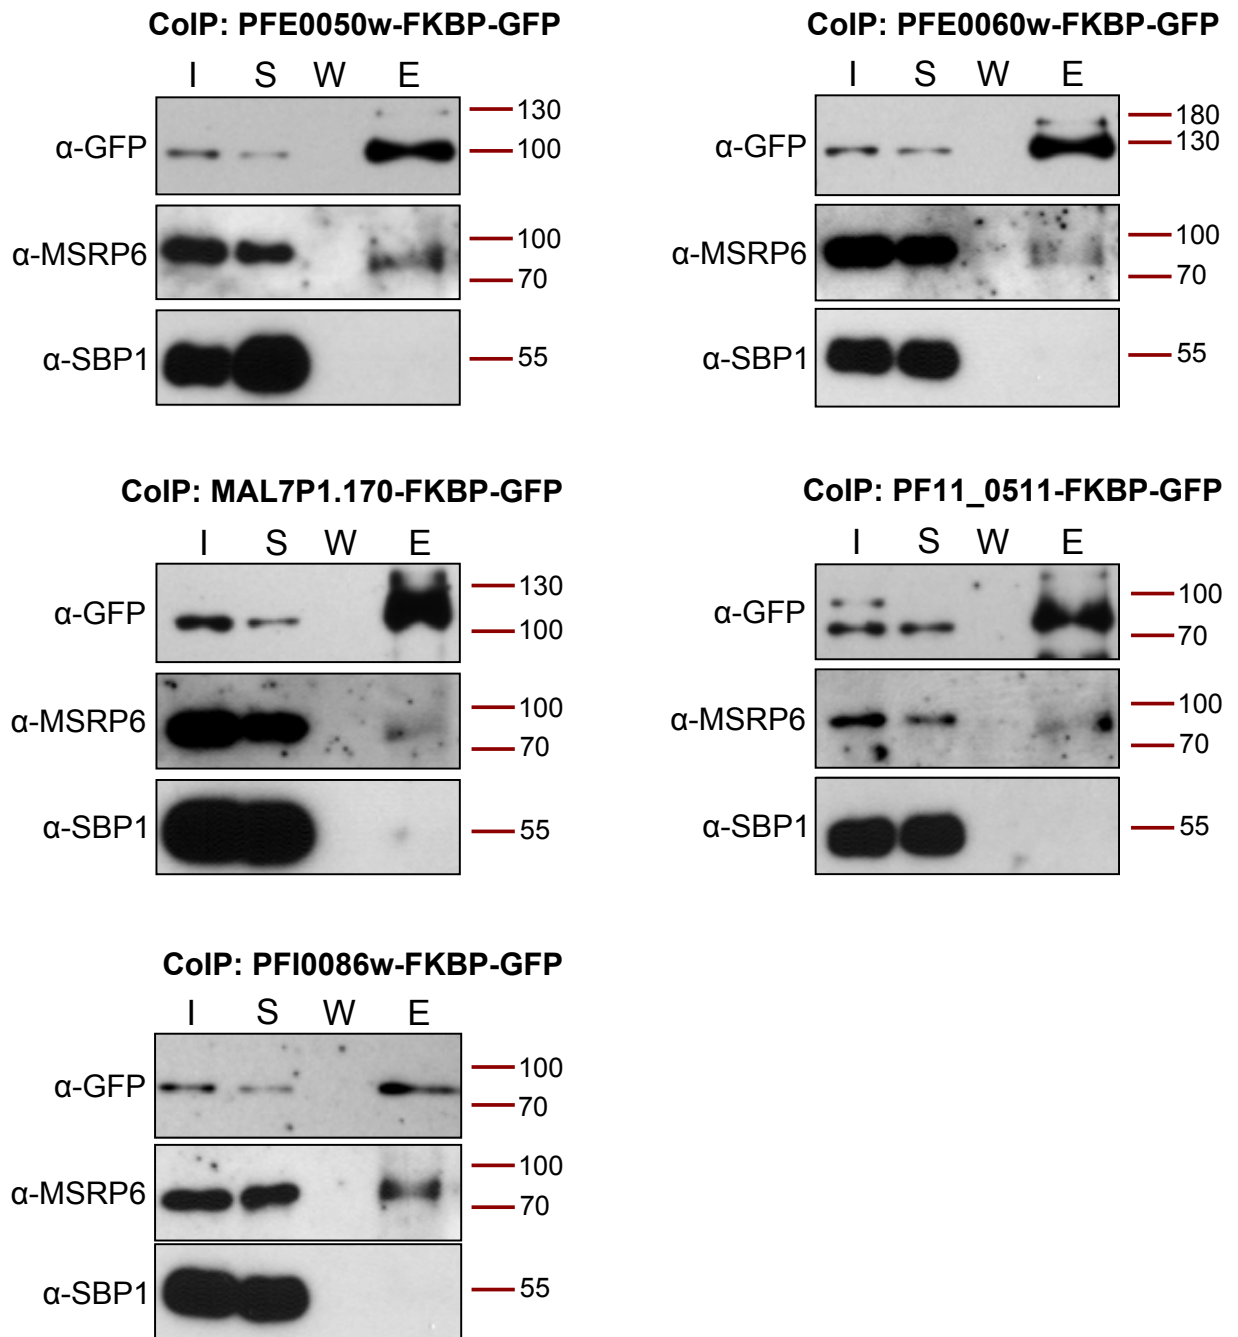 CoIP: PFE0050w-FKBP-GFP
I S W E
α-GFP
130
100
α-MSRP6
100
70
α-SBP1
55
CoIP: PFE0060w-FKBP-GFP
I S W E
α-GFP
180
130
α-MSRP6
100
70
α-SBP1
55
CoIP: MAL7P1.170-FKBP-GFP
I S W E
α-GFP
130
100
α-MSRP6
100
70
α-SBP1
55
CoIP: PF11_0511-FKBP-GFP
I S W E
α-GFP
100
70
α-MSRP6
100
70
α-SBP1
55
CoIP: PFI0086w-FKBP-GFP
I S W E
α-GFP
100
70
α-MSRP6
100
70
α-SBP1
55